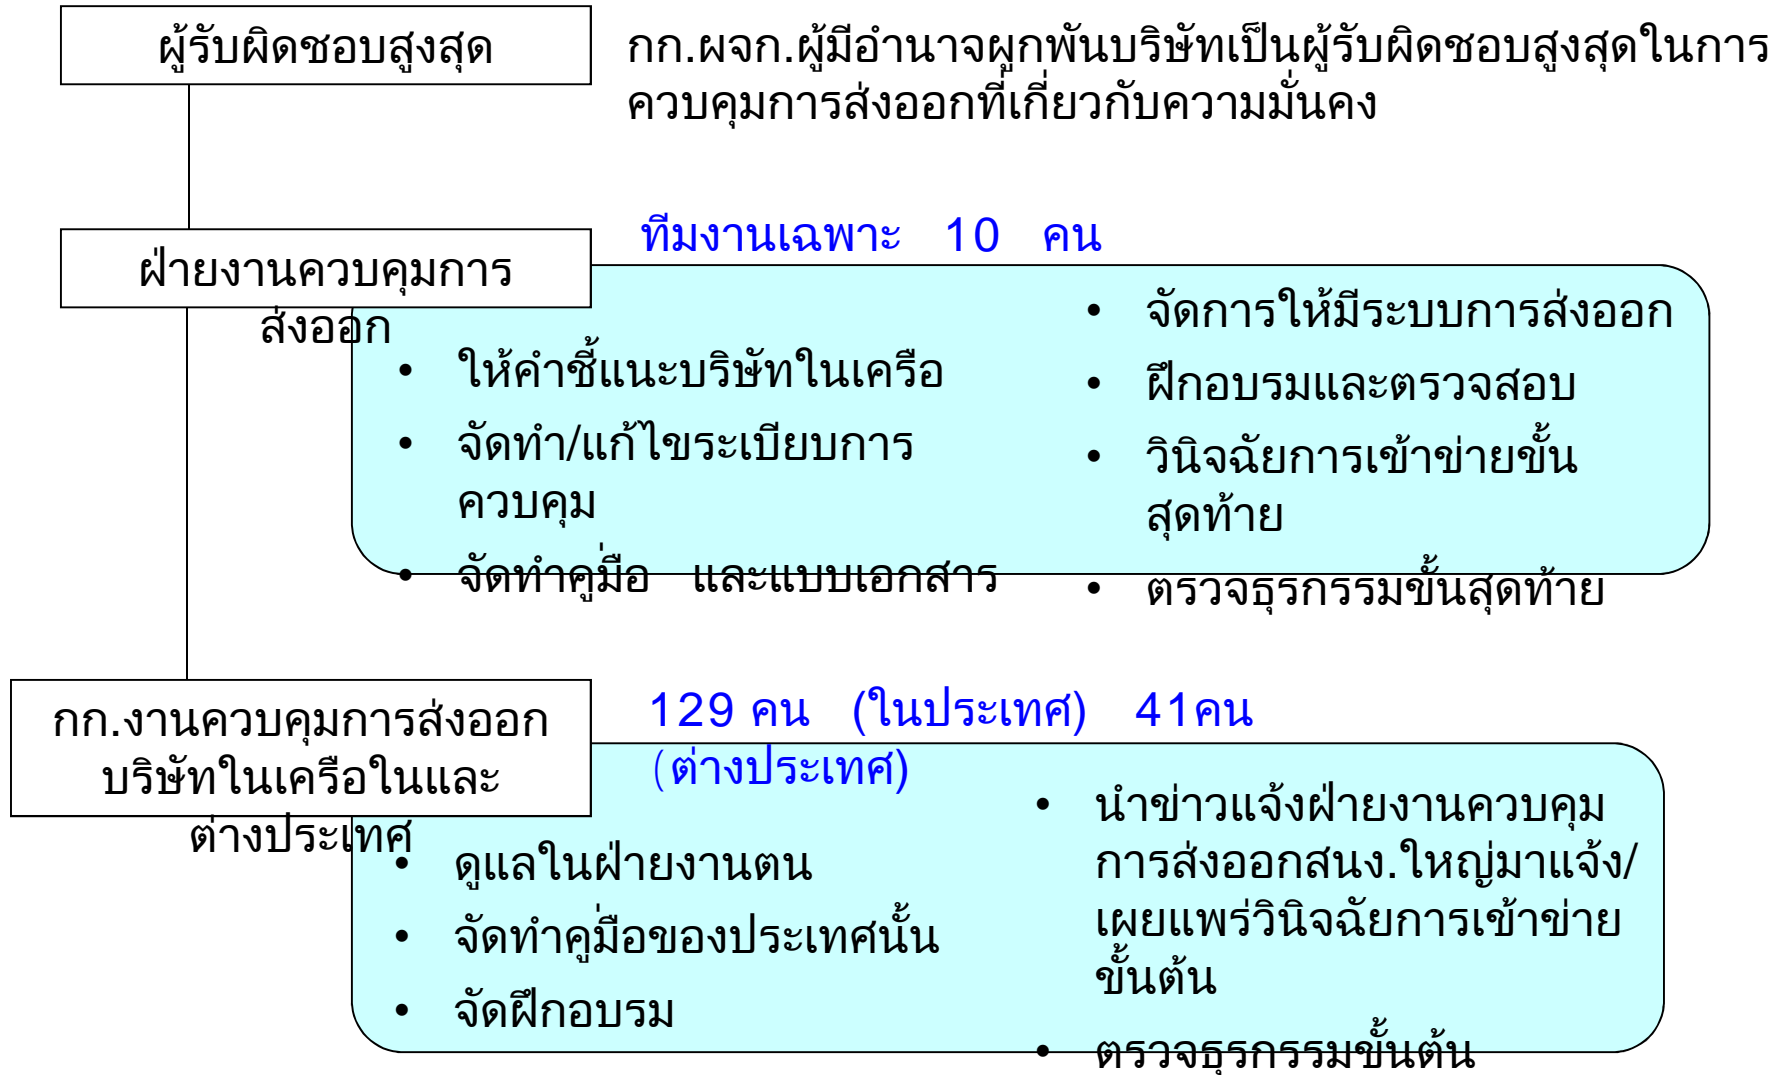 ผู้รับผิดชอบสูงสุด
กก.ผจก.ผู้มีอำนาจผูกพันบริษัทเป็นผู้รับผิดชอบสูงสุดในการ
ควบคุมการส่งออกที่เกี่ยวกับความมั่นคง
ฝ่ายงานควบคุมการ
ส่งออก
ทีมงานเฉพาะ 10 คน
• ให้คำชี้แนะบริษัทในเครือ
• จัดทำ/แก้ไขระเบียบการ
ควบคุม
• จัดทำคู่มือ และแบบเอกสาร
• จัดการให้มีระบบการส่งออก
• ฝึกอบรมและตรวจสอบ
• วินิจฉัยการเข้าข่ายขั้น
สุดท้าย
• ตรวจธุรกรรมขั้นสุดท้าย
กก.งานควบคุมการส่งออก
บริษัทในเครือในและ
ต่างประเทศ
129 คน (ในประเทศ) 41คน
(ต่างประเทศ)
• ดูแลในฝ่ายงานตน
• จัดทำคู่มือของประเทศนั้น
• จัดฝึกอบรม
• นำข่าวแจ้งฝ่ายงานควบคุม
การส่งออกสนง.ใหญ่มาแจ้ง/
เผยแพร่วินิจฉัยการเข้าข่าย
ขั้นต้น
• ตรวจธุรกรรมขั้นต้น